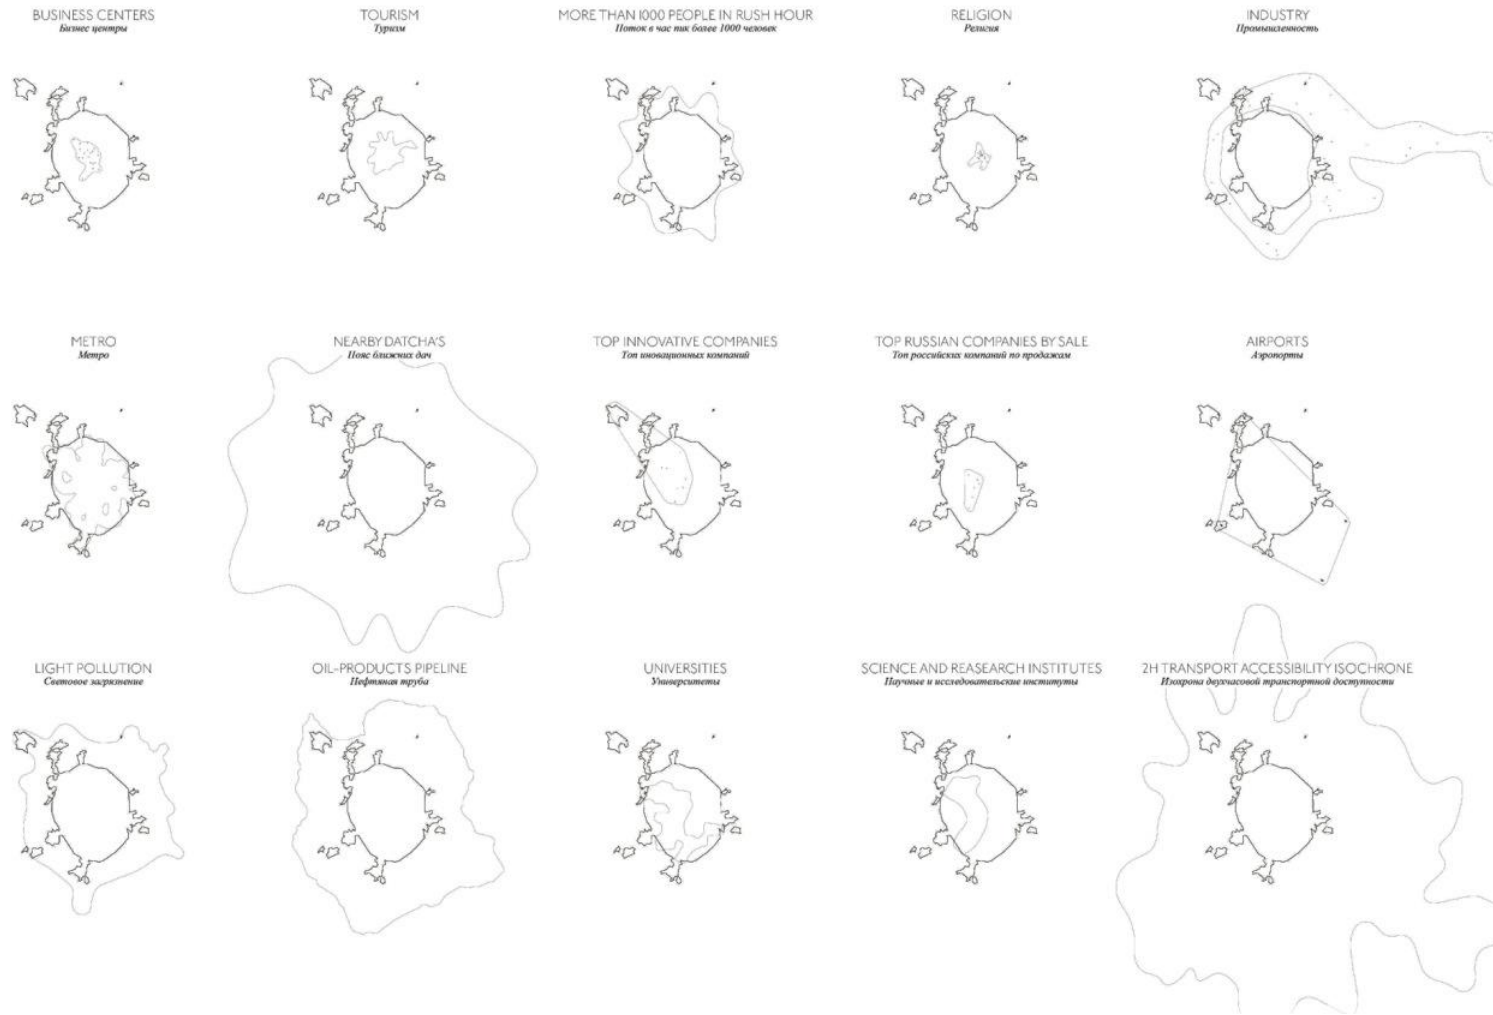 BUSINESS CENTERS
Бизнес центры
TOURISM
Туризм
MORE THAN 1000 PEOPLE IN RUSH HOUR
Поток в час пик более 1000 человек
RELIGION
Религия
INDUSTRY
Промышленность
METRO
Метро
NEARBY DATCHA'S
Пояс ближних дач
TOP INNOVATIVE COMPANIES
Топ иновационных компаний
TOP RUSSIAN COMPANIES BY SALE
Топ российских компаний по продажам
AIRPORTS
Аэропорты
LIGHT POLLUTION
Световое загрязнение
OIL-PRODUCTS PIPELINE
Нефтяная труба
UNIVERSITIES
Университеты
SCIENCE AND REASEARCH INSTITUTES
Научные и исследовательские институты
2H TRANSPORT ACCESSIBILITY ISOCHRONE
Изохрона двухчасовой транспортной доступности